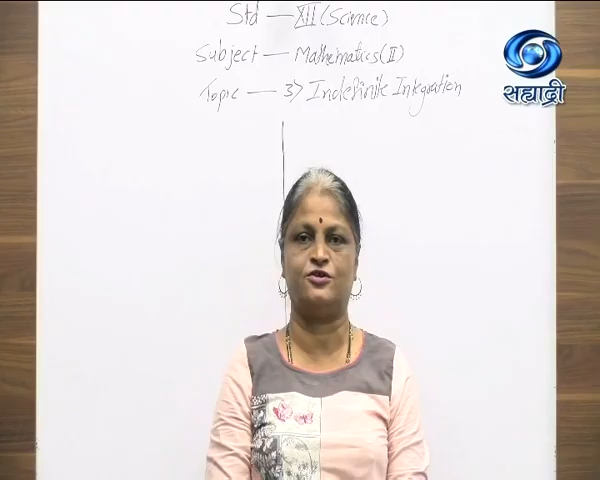 Std — XII (Science)
Subject — Mathematics (II)
Topic — 3> Indefinite Integration
सह्याद्री